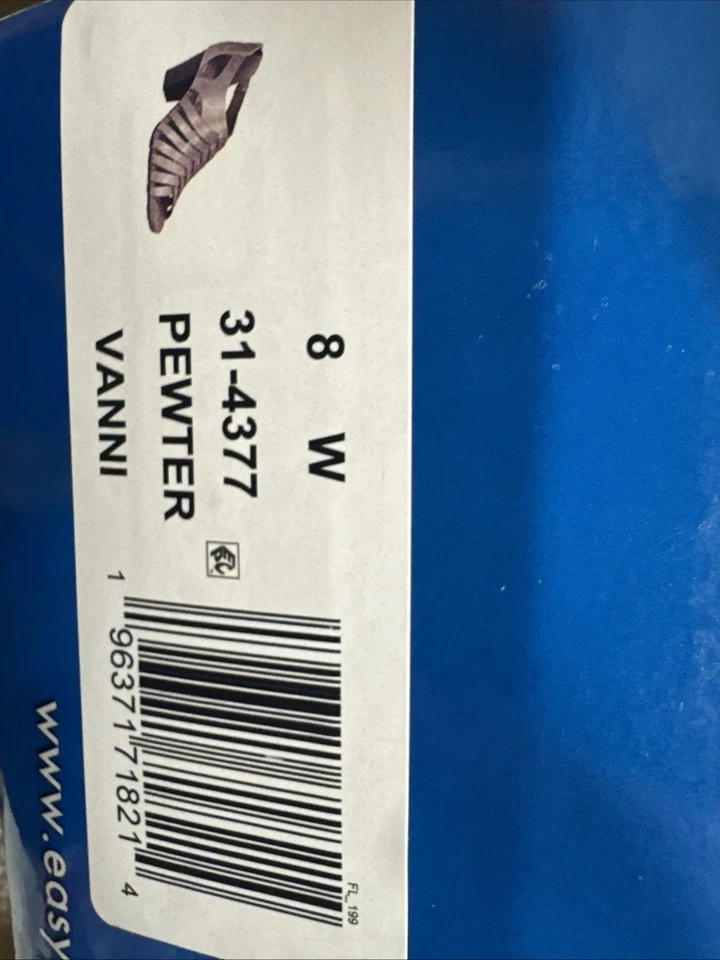 8 W
31-4377
PEWTER
VANNI
1 96371 71821 4
FL_199
www.easy